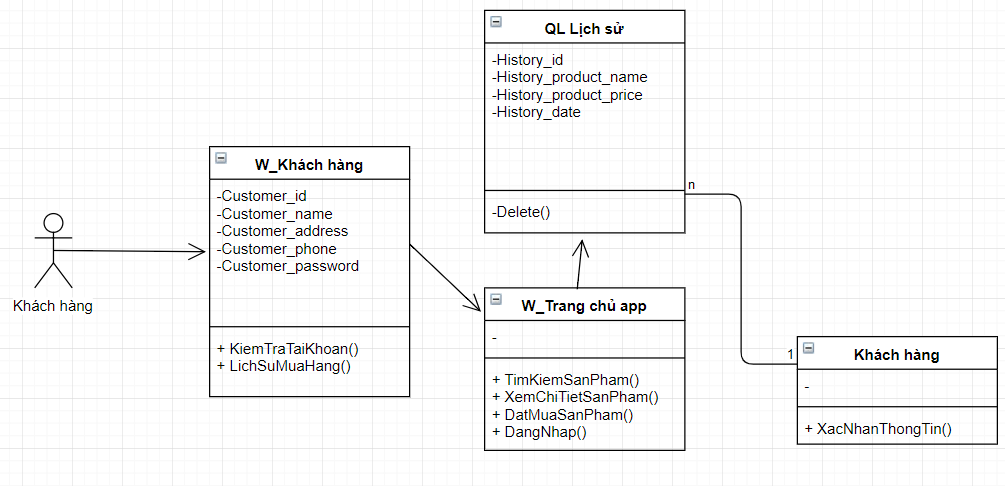 QL Lịch sử
-History_id
-History_product_name
-History_product_price
-History_date
-Delete()
W_Khách hàng
-Customer_id
-Customer_name
-Customer_address
-Customer_phone
-Customer_password
+ KiemTraTaiKhoan()
+ LichSuMuaHang()
Khách hàng
W_Trang chủ app
-
+ TimKiemSanPham()
+ XemChiTietSanPham()
+ DatMuaSanPham()
+ DangNhap()
n
1
Khách hàng
-
+ XacNhanThongTin()